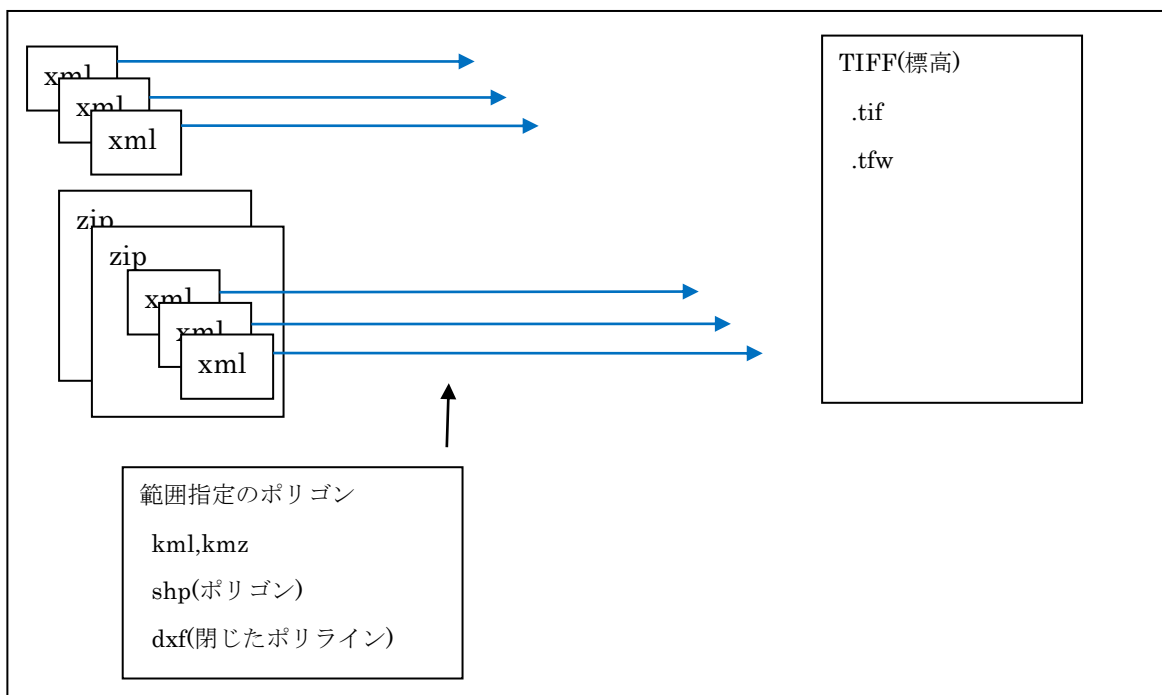 xml
xml
xml
zip
zip
xml
xml
xml
TIFF(標高)
.tif
.tfw
範囲指定のポリゴン
kml,kmz
shp(ポリゴン)
dxf(閉じたポリライン)